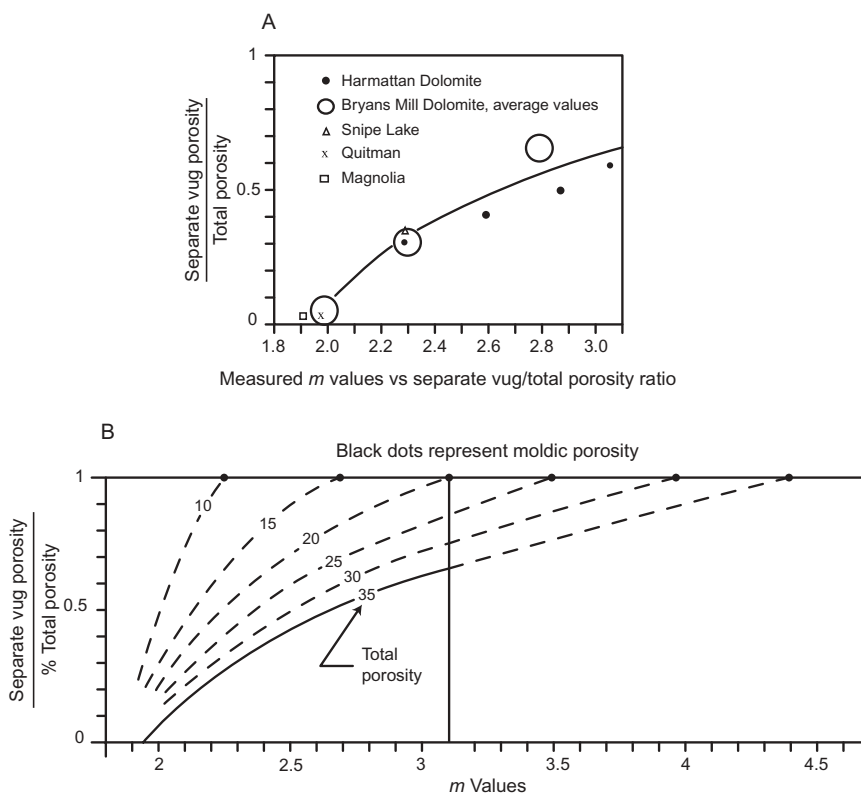 A
1
0.5
0
Separate vug porosity
Total porosity
Harmattan Dolomite
Bryans Mill Dolomite, average values
Snipe Lake
x Quitman
Magnolia
x
1.8 2.0 2.2 2.4 2.6 2.8 3.0
Measured m values vs separate vug/total porosity ratio
B
Black dots represent moldic porosity
1
0.5
0
Separate vug porosity
% Total porosity
10
15
20
25
30
35
Total
porosity
2 2.5 3 3.5 4 4.5
m Values